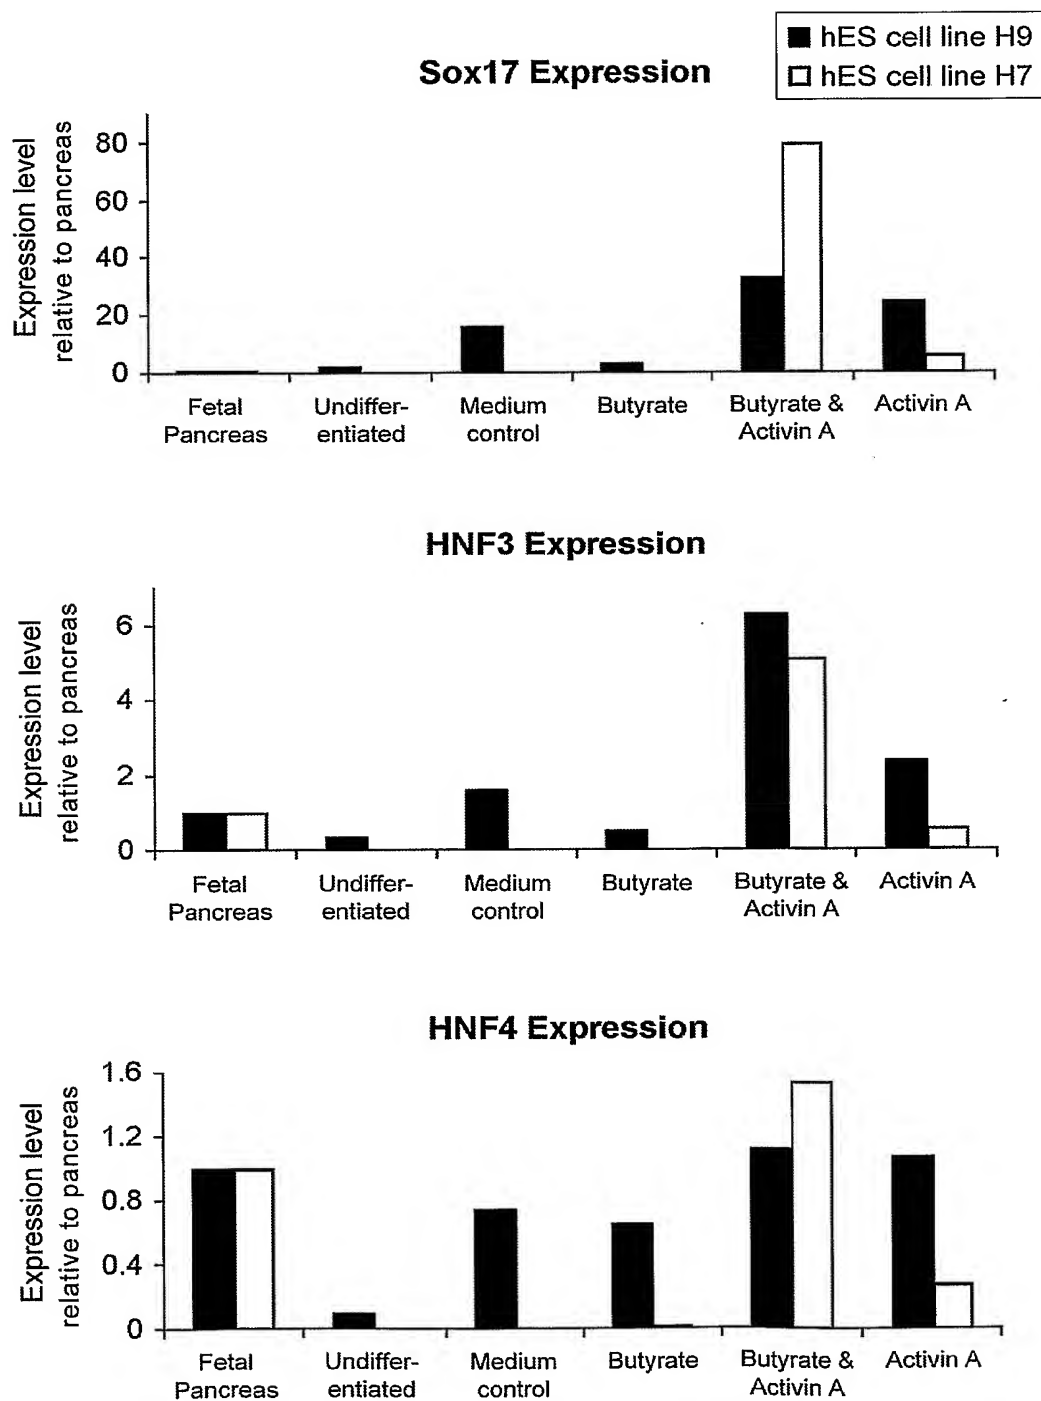 hES cell line H9
hES cell line H7
Sox17 Expression
Expression level
relative to pancreas
80
60
40
20
0
Fetal
Pancreas
Undiffer-
entiated
Medium
control
Butyrate
Butyrate &
Activin A
Activin A
HNF3 Expression
Expression level
relative to pancreas
6
4
2
0
Fetal
Pancreas
Undiffer-
entiated
Medium
control
Butyrate
Butyrate &
Activin A
Activin A
HNF4 Expression
Expression level
relative to pancreas
1.6
1.2
0.8
0.4
0
Fetal
Pancreas
Undiffer-
entiated
Medium
control
Butyrate
Butyrate &
Activin A
Activin A